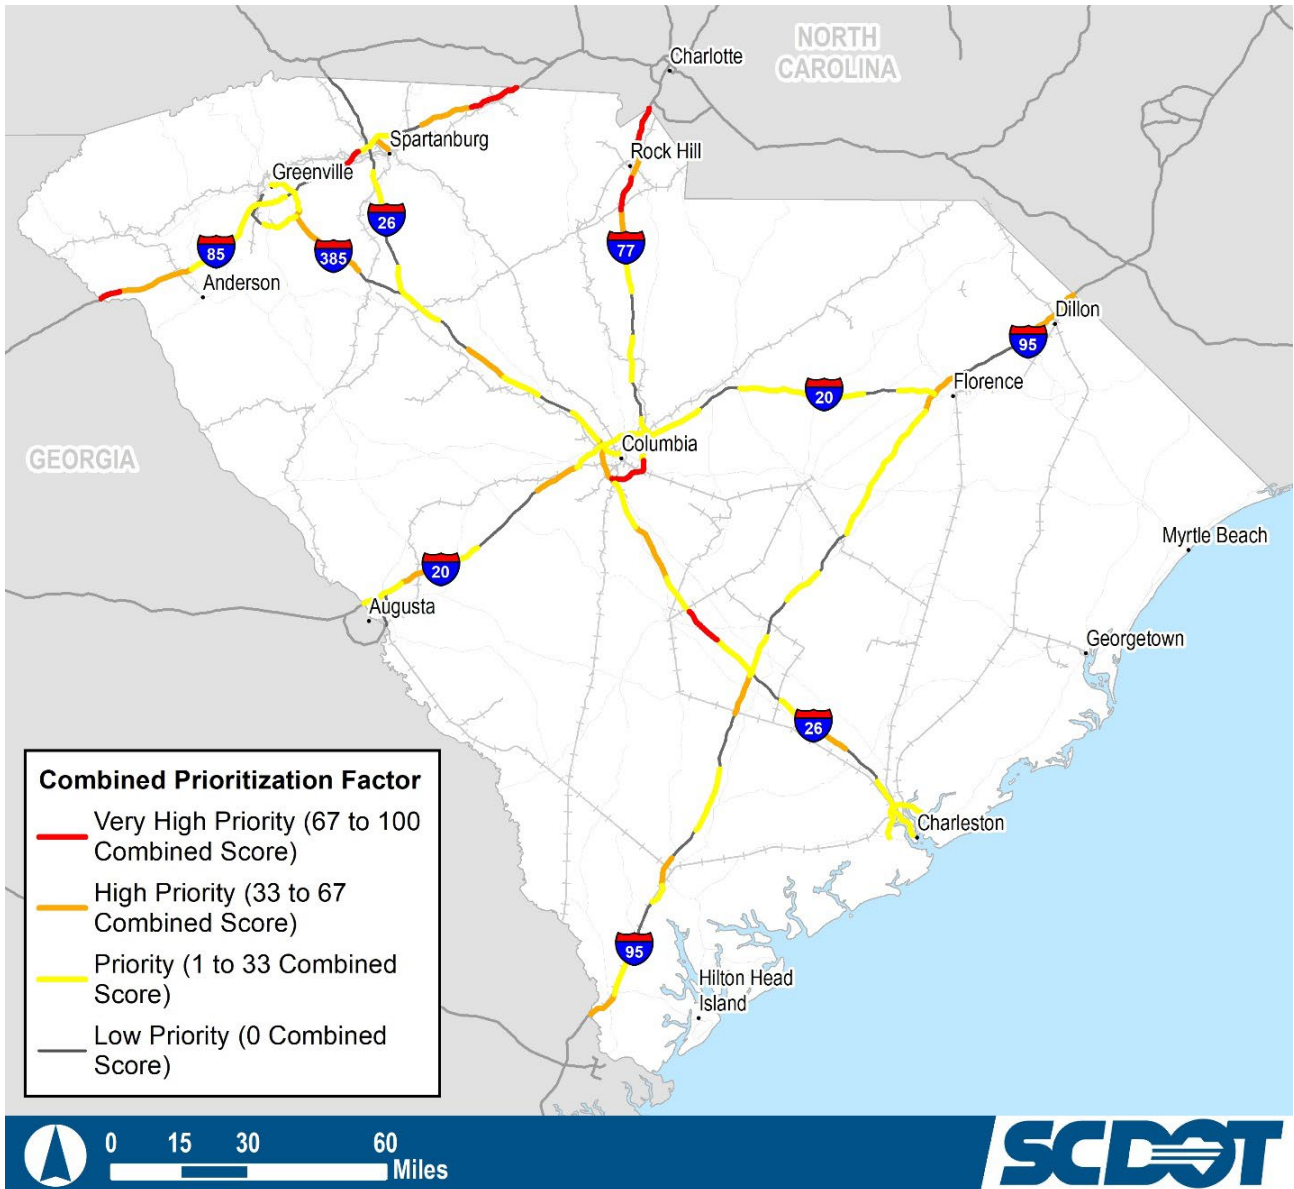 NORTH
CAROLINA
Charlotte
Spartanburg
Rock Hill
Greenville
26
85
385
77
Anderson
Dillon
95
Florence
20
Columbia
GEORGIA
Myrtle Beach
20
Augusta
Georgetown
26
Charleston
95
Hilton Head
Island
Combined Prioritization Factor
Very High Priority (67 to 100
Combined Score)
High Priority (33 to 67
Combined Score)
Priority (1 to 33 Combined
Score)
Low Priority (0 Combined
Score)
0 15 30 60
Miles
SCDOT